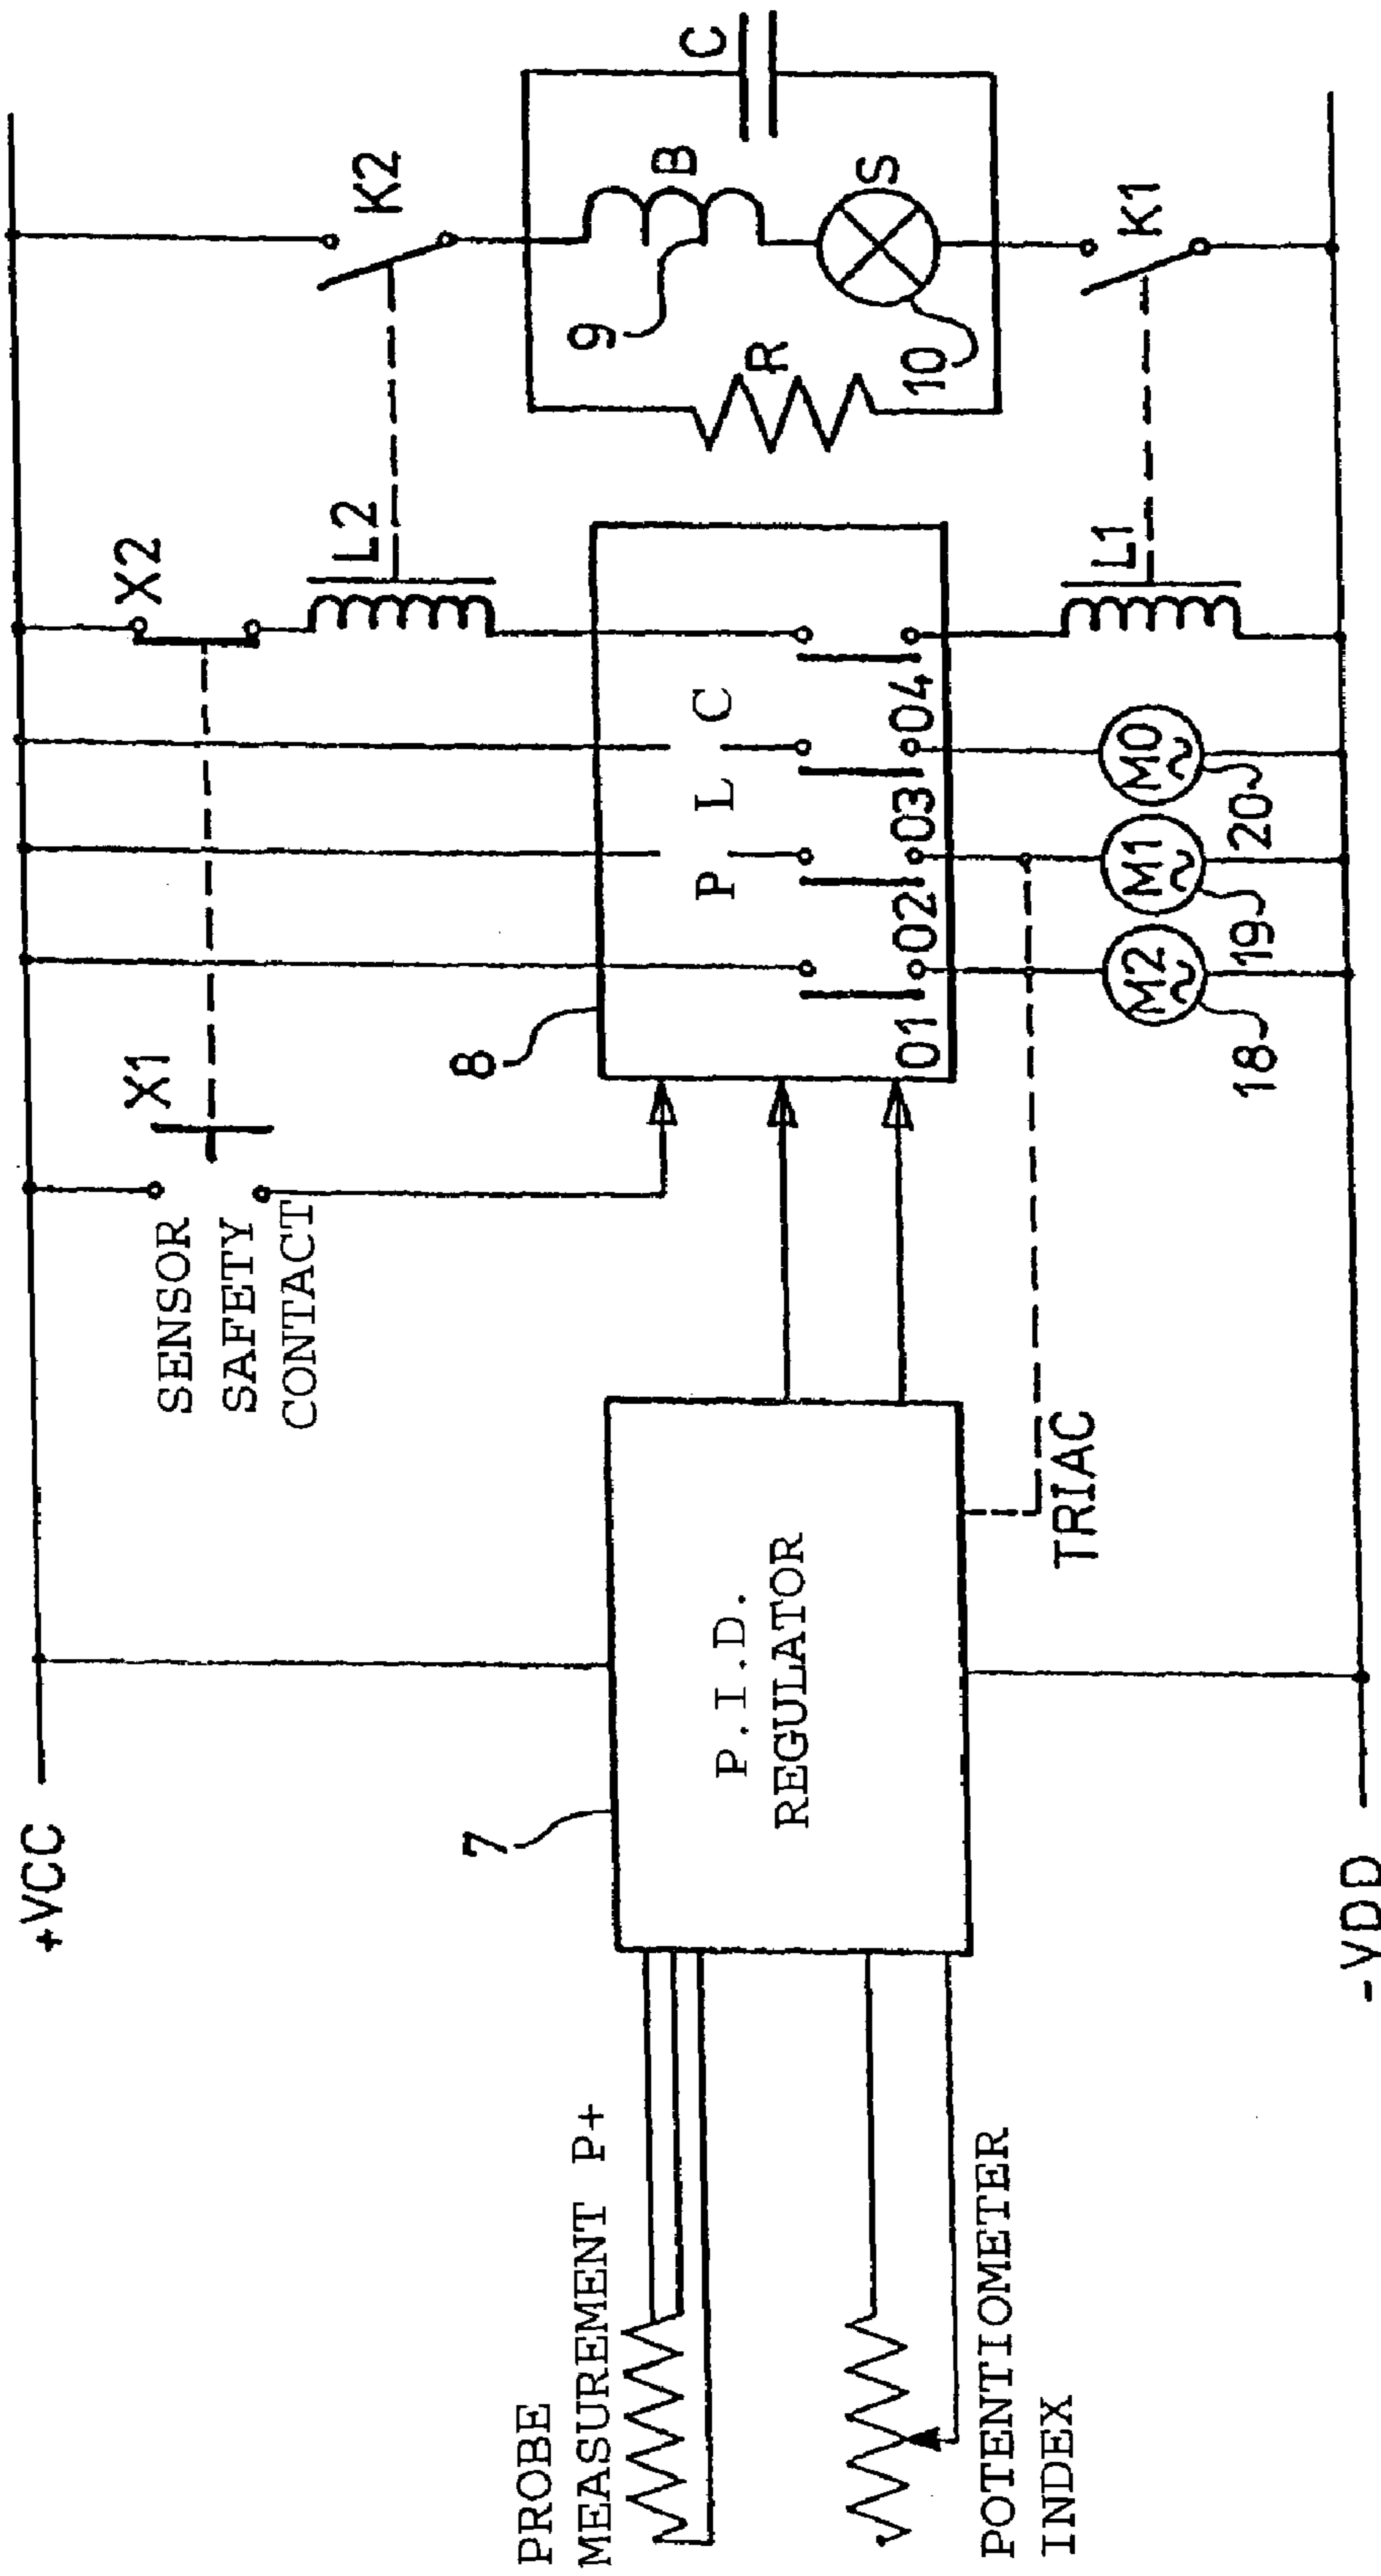 +VCC
X1
X2
K2
SENSOR
SAFETY
CONTACT
L2
PROBE
MEASUREMENT P+
7
8
9
B
C
P.I.D.
REGULATOR
P L C
R
S
10
01
02
03
04
POTENTIOMETER
INDEX
TRIAC
M2
M1
M0
L1
K1
18
19
20
-VDD